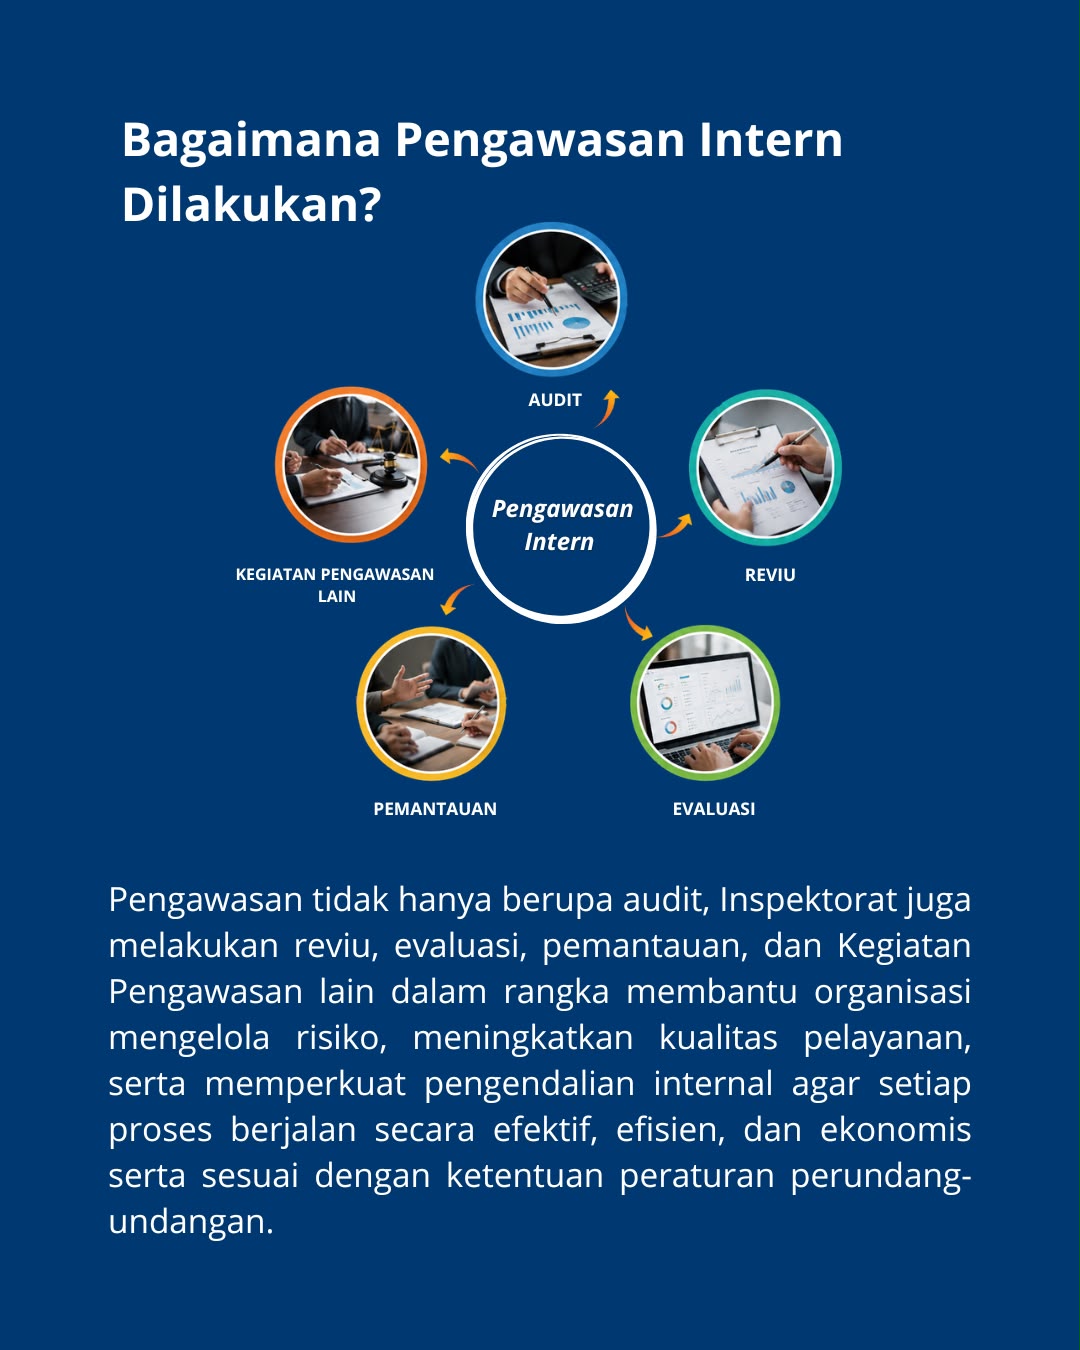 Bagaimana Pengawasan Intern
Dilakukan?
AUDIT
Pengawasan
Intern
KEGIATAN PENGAWASAN
LAIN
REVIU
PEMANTAUAN
EVALUASI
Pengawasan tidak hanya berupa audit, Inspektorat juga
melakukan reviu, evaluasi, pemantauan, dan Kegiatan
Pengawasan lain dalam rangka membantu organisasi
mengelola risiko, meningkatkan kualitas pelayanan,
serta memperkuat pengendalian internal agar setiap
proses berjalan secara efektif, efisien, dan ekonomis
serta sesuai dengan ketentuan peraturan perundang-
undangan.